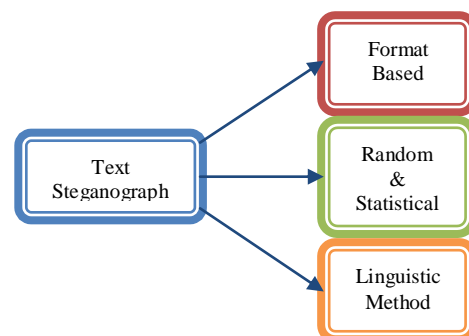 Format
Based
Text
Steganograph
Random
&
Statistical
Linguistic
Method